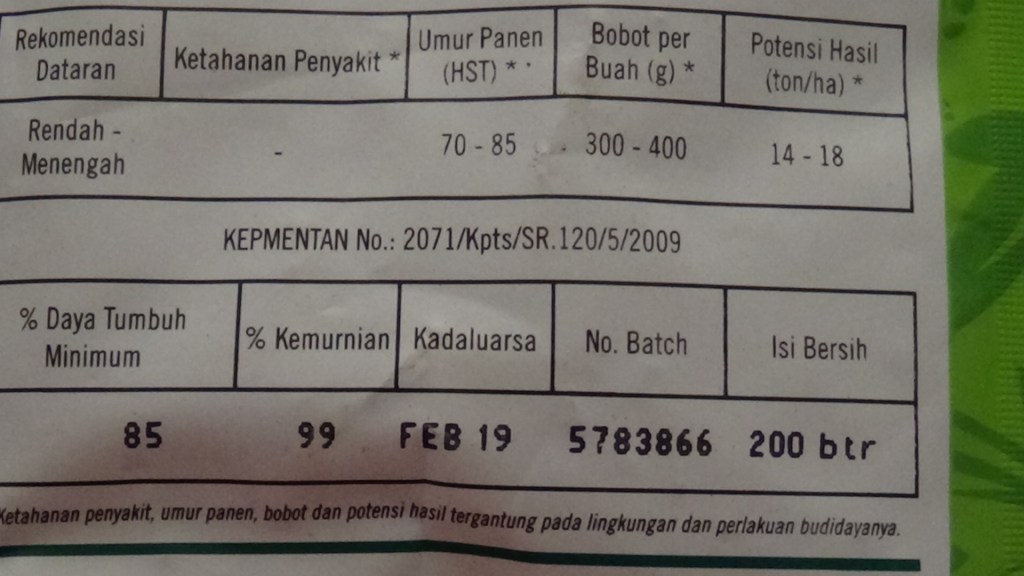 Rekomendasi Dataran
Ketahanan Penyakit *
Umur Panen (HST) *
Bobot per Buah (g) *
Potensi Hasil (ton/ha) *
Rendah - Menengah
-
70 - 85
300 - 400
14 - 18
KEPMENTAN No.: 2071/Kpts/SR.120/5/2009
% Daya Tumbuh Minimum
% Kemurnian
Kadaluarsa
No. Batch
Isi Bersih
85
99
FEB 19
5783866
200 btr
Ketahanan penyakit, umur panen, bobot dan potensi hasil tergantung pada lingkungan dan perlakuan budidayanya.